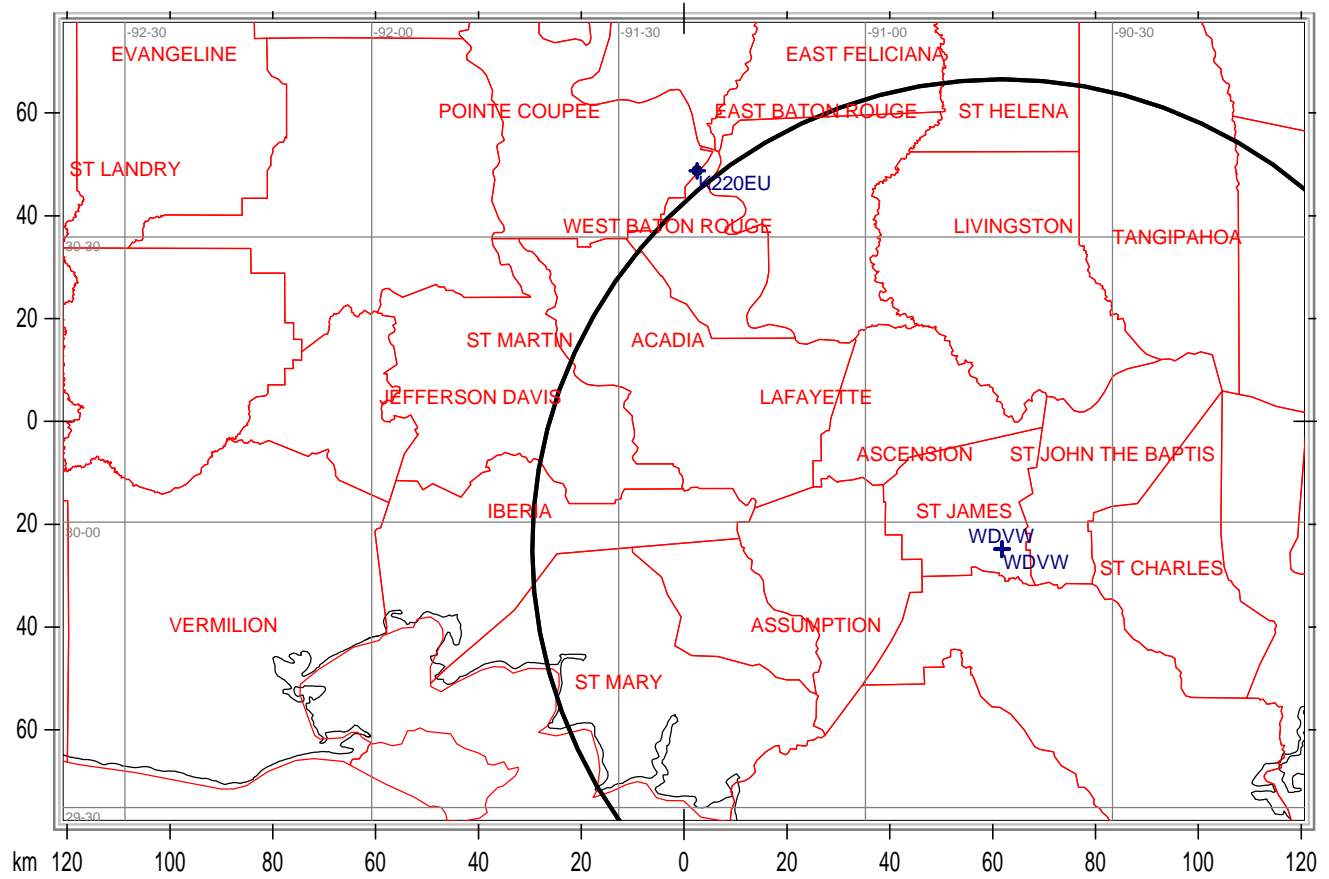 -92-30
-92-00
-91-30
-91-00
-90-30
EVANGELINE
EAST FELICIANA
POINTE COUPEE
EAST BATON ROUGE
ST HELENA
60
ST LANDRY
K220EU
40
WEST BATON ROUGE
LIVINGSTON
TANGIPAHOA
30-30
20
ST MARTIN
ACADIA
JEFFERSON DAVIS
LAFAYETTE
0
ASCENSION
ST JOHN THE BAPTIS
IBERIA
ST JAMES
20
30-00
WDVW
WDVW
ST CHARLES
40
VERMILION
ASSUMPTION
ST MARY
60
29-30
km 120 100 80 60 40 20 0 20 40 60 80 100 120